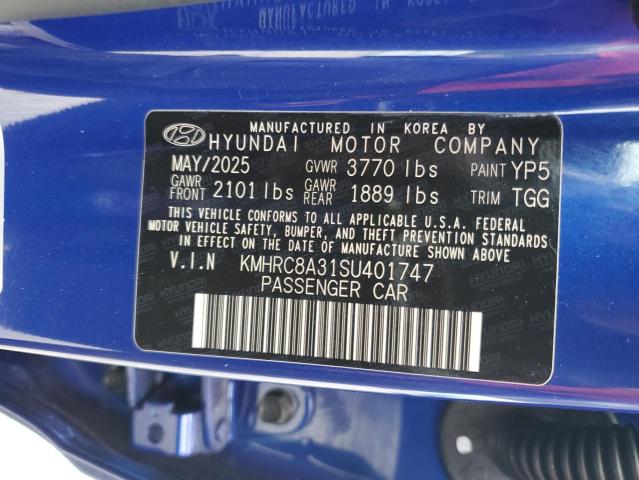 MANUFACTURED IN KOREA BY
HYUNDAI MOTOR COMPANY
MAY/2025 GVWR 3770 lbs PAINT YP5
GAWR FRONT 2101 lbs GAWR REAR 1889 lbs TRIM TGG
THIS VEHICLE CONFORMS TO ALL APPLICABLE U.S.A. FEDERAL
MOTOR VEHICLE SAFETY, BUMPER, AND THEFT PREVENTION STANDARDS
IN EFFECT ON THE DATE OF MANUFACTURE SHOWN ABOVE
V.I.N KMHRC8A31SU401747
PASSENGER CAR